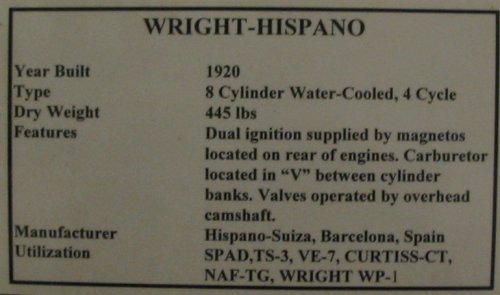 WRIGHT-HISPANO
Year Built 1920
Type 8 Cylinder Water-Cooled, 4 Cycle
Dry Weight 445 lbs
Features Dual ignition supplied by magnetos
located on rear of engines. Carburetor
located in “V” between cylinder
banks. Valves operated by overhead
camshaft.
Manufacturer Hispano-Suiza, Barcelona, Spain
Utilization SPAD,TS-3, VE-7, CURTISS-CT,
NAF-TG, WRIGHT WP-1